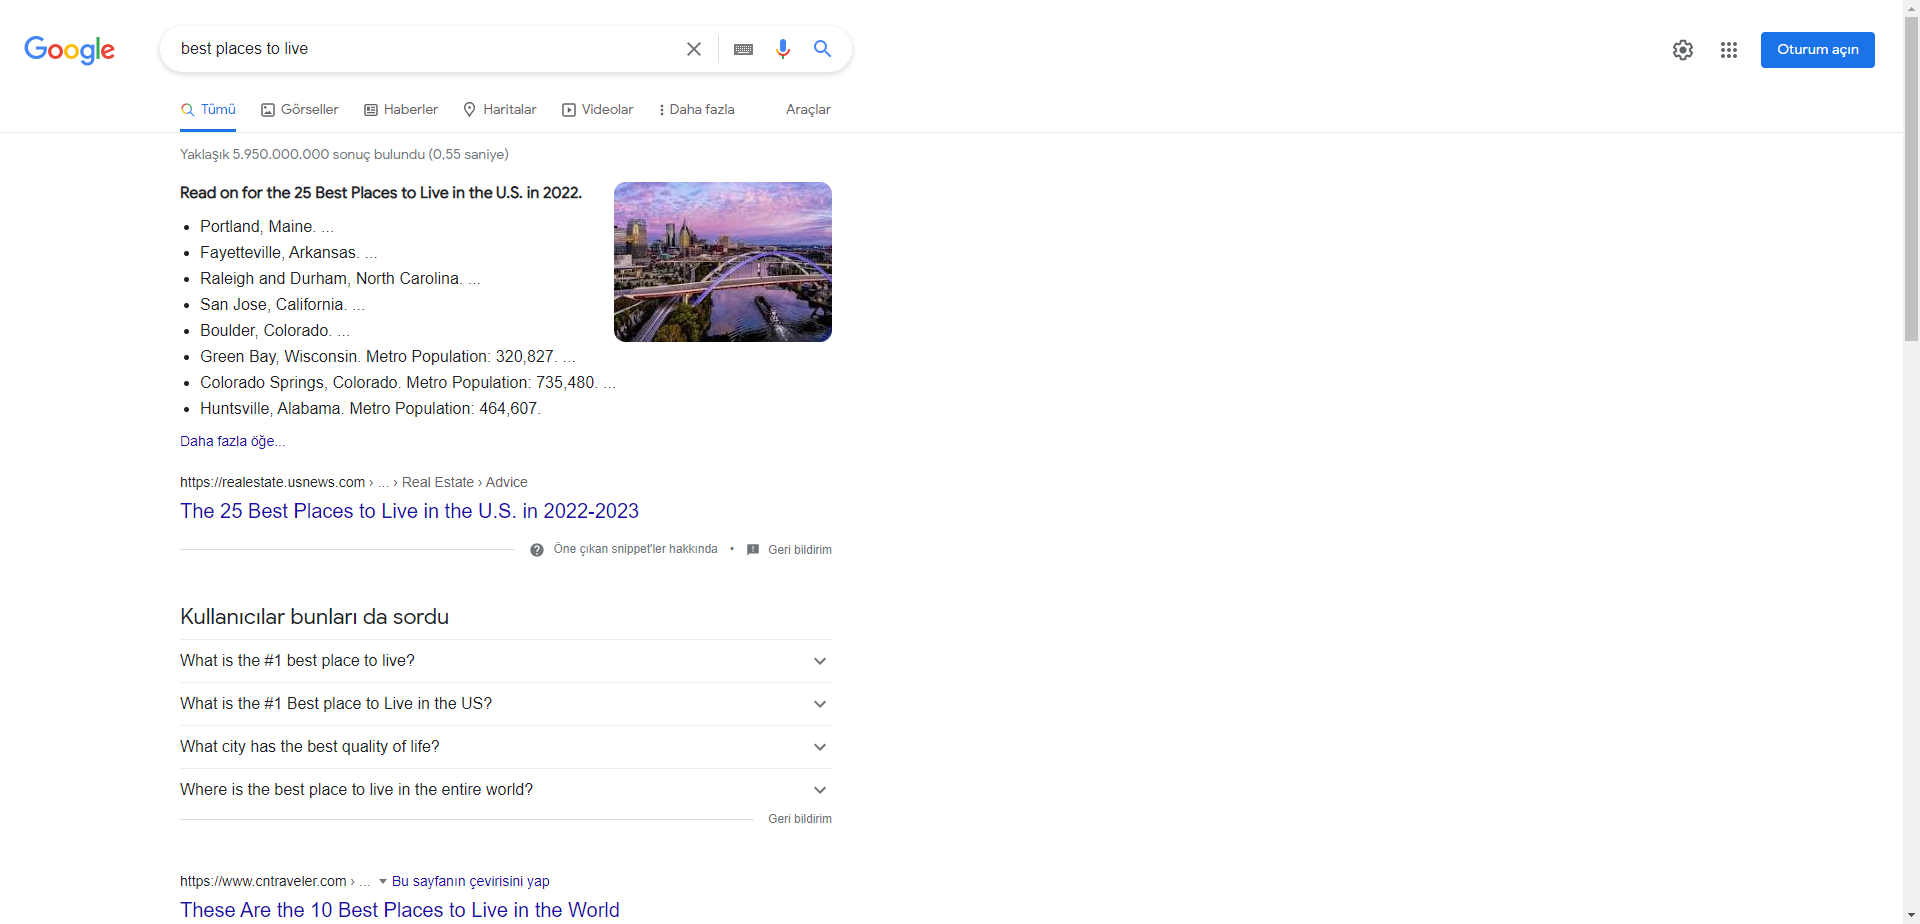 Google
best places to live
Oturum açın
Tümü Görseller Haberler Haritalar Videolar Daha fazla Araçlar
Yaklaşık 5.950.000.000 sonuç bulundu (0,55 saniye)
Read on for the 25 Best Places to Live in the U.S. in 2022.
Portland, Maine. ...
Fayetteville, Arkansas. ...
Raleigh and Durham, North Carolina. ...
San Jose, California. ...
Boulder, Colorado. ...
Green Bay, Wisconsin. Metro Population: 320,827. ...
Colorado Springs, Colorado. Metro Population: 735,480. ...
Huntsville, Alabama. Metro Population: 464,607.
Daha fazla öğe...
https://realestate.usnews.com › ... › Real Estate › Advice
The 25 Best Places to Live in the U.S. in 2022-2023
Öne çıkan snippet'ler hakkında • Geri bildirim
Kullanıcılar bunları da sordu
What is the #1 best place to live?
What is the #1 Best place to Live in the US?
What city has the best quality of life?
Where is the best place to live in the entire world?
Geri bildirim
https://www.cntraveler.com › ... Bu sayfanın çevirisini yap
These Are the 10 Best Places to Live in the World